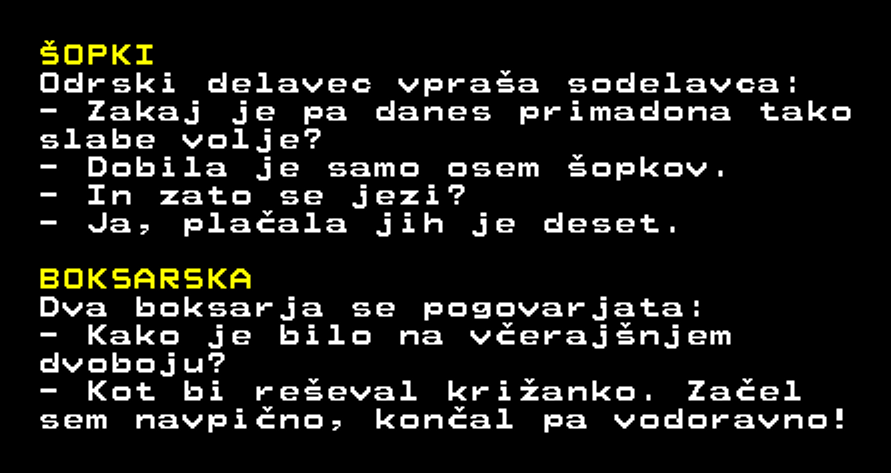 ŠOPKI
Odrski delavec vpraša sodelavca:
- Zakaj je pa danes primadona tako
slabe volje?
- Dobila je samo osem šopkov.
- In zato se jezi?
- Ja, plačala jih je deset.
BOKSARSKA
Dva boksarja se pogovarjata:
- Kako je bilo na včerajšnjem
dvoboju?
- Kot bi reševal križanko. Začel
sem navpično, končal pa vodoravno!